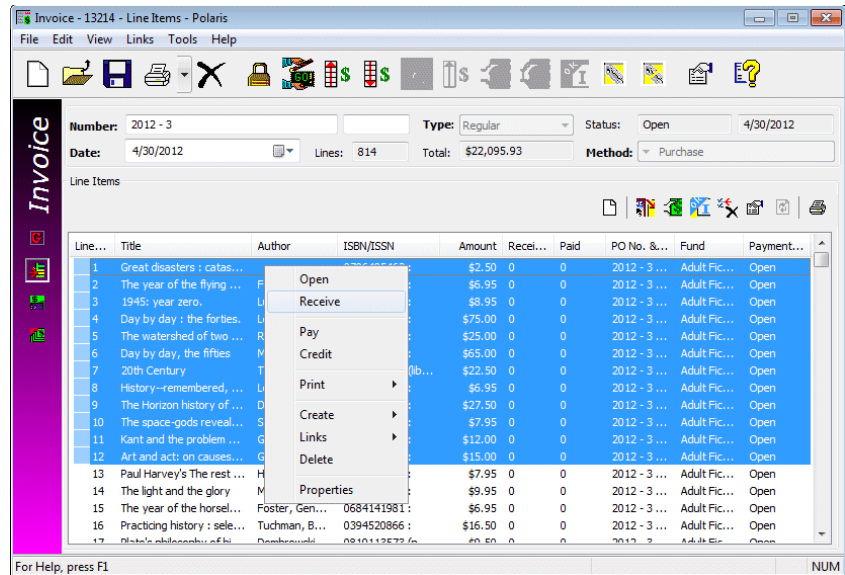 Invoice - 13214 - Line Items - Polaris
File Edit View Links Tools Help
GO! $ $ $
Invoice
Number: 2012 - 3 Type: Regular Status: Open 4/30/2012
Date: 4/30/2012 Lines: 814 Total: $22,095.93 Method: Purchase
Line Items
Line... Title Author ISBN/ISSN Amount Recei... Paid PO No. &... Fund Payment...
1 Great disasters : catas... $2.50 0 0 2012 - 3 ... Adult Fic... Open
2 The year of the flying ... F : $6.95 0 0 2012 - 3 ... Adult Fic... Open
3 1945: year zero. L : $8.95 0 0 2012 - 3 ... Adult Fic... Open
4 Day by day : the forties. L : $75.00 0 0 2012 - 3 ... Adult Fic... Open
5 The watershed of two ... R : $25.00 0 0 2012 - 3 ... Adult Fic... Open
6 Day by day, the fifties M : $65.00 0 0 2012 - 3 ... Adult Fic... Open
7 20th Century T (lib... $22.50 0 0 2012 - 3 ... Adult Fic... Open
8 History--remembered, ... L : $6.95 0 0 2012 - 3 ... Adult Fic... Open
9 The Horizon history of ... D : $27.50 0 0 2012 - 3 ... Adult Fic... Open
10 The space-gods reveal... S : $7.95 0 0 2012 - 3 ... Adult Fic... Open
11 Kant and the problem ... G : $12.00 0 0 2012 - 3 ... Adult Fic... Open
12 Art and act: on causes... G : $15.00 0 0 2012 - 3 ... Adult Fic... Open
13 Paul Harvey's The rest ... H : $7.95 0 0 2012 - 3 ... Adult Fic... Open
14 The light and the glory M : $9.95 0 0 2012 - 3 ... Adult Fic... Open
15 The year of the horsel... Foster, Gen... 0684141981 : $6.95 0 0 2012 - 3 ... Adult Fic... Open
16 Practicing history : sele... Tuchman, B... 0394520866 : $16.50 0 0 2012 - 3 ... Adult Fic... Open
17
Open
Receive
Pay
Credit
Print
Create
Links
Delete
Properties
For Help, press F1 NUM